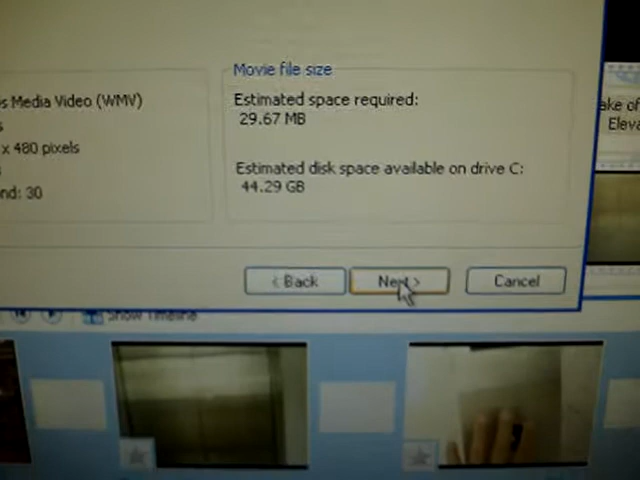 Movie file size
s Media Video (WMV)
Estimated space required:
29.67 MB
s
x 480 pixels
Estimated disk space available on drive C:
44.29 GB
nd: 30
< Back
Next >
Cancel
ake of
Eleva
Show Timeline